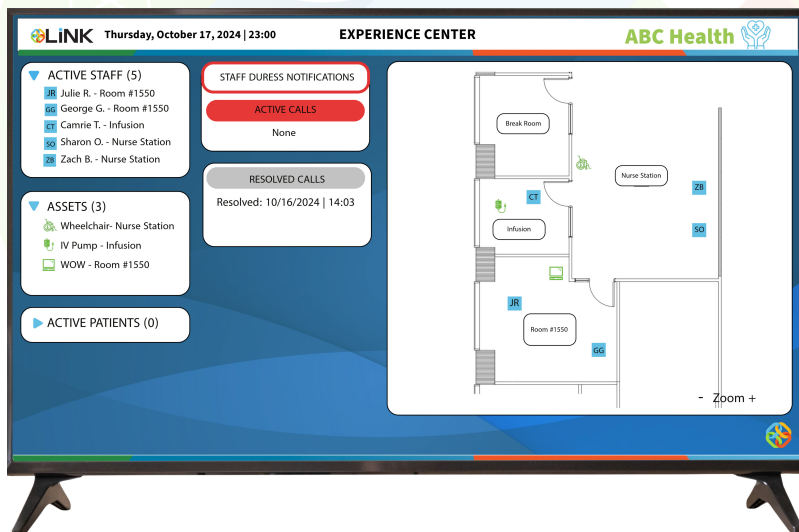 LiNK
Thursday, October 17, 2024 | 23:00
EXPERIENCE CENTER
ABC Health
ACTIVE STAFF (5)
JR Julie R. - Room #1550
GG George G. - Room #1550
CT Camrie T. - Infusion
SO Sharon O. - Nurse Station
ZB Zach B. - Nurse Station
ASSETS (3)
Wheelchair- Nurse Station
IV Pump - Infusion
WOW - Room #1550
ACTIVE PATIENTS (0)
STAFF DURESS NOTIFICATIONS
ACTIVE CALLS
None
RESOLVED CALLS
Resolved: 10/16/2024 | 14:03
Break Room
Nurse Station
ZB
CT
SO
Infusion
JR
Room #1550
GG
- Zoom +